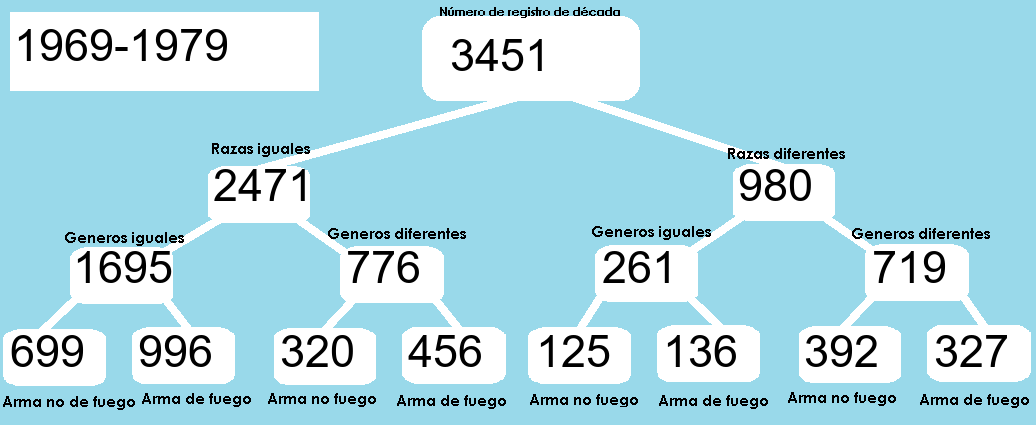 Número de registro de década
1969-1979
3451
Razas iguales
Razas diferentes
2471
980
Generos iguales
Generos diferentes
Generos iguales
Generos diferentes
1695
776
261
719
699
996
320
456
125
136
392
327
Arma no de fuego
Arma de fuego
Arma no fuego
Arma de fuego
Arma no fuego
Arma de fuego
Arma no fuego
Arma de fuego